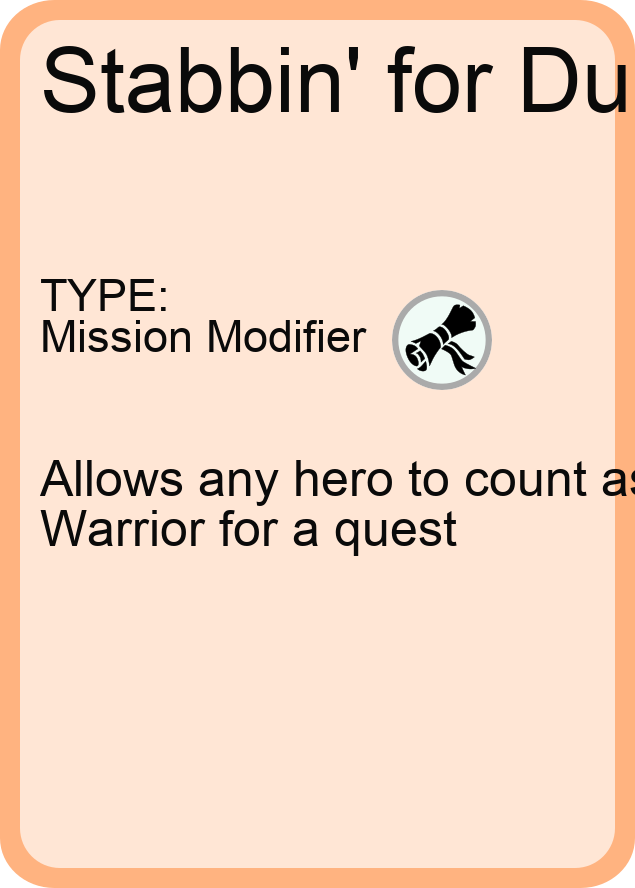 Stabbin' for Du
TYPE:
Mission Modifier
Allows any hero to count as
Warrior for a quest